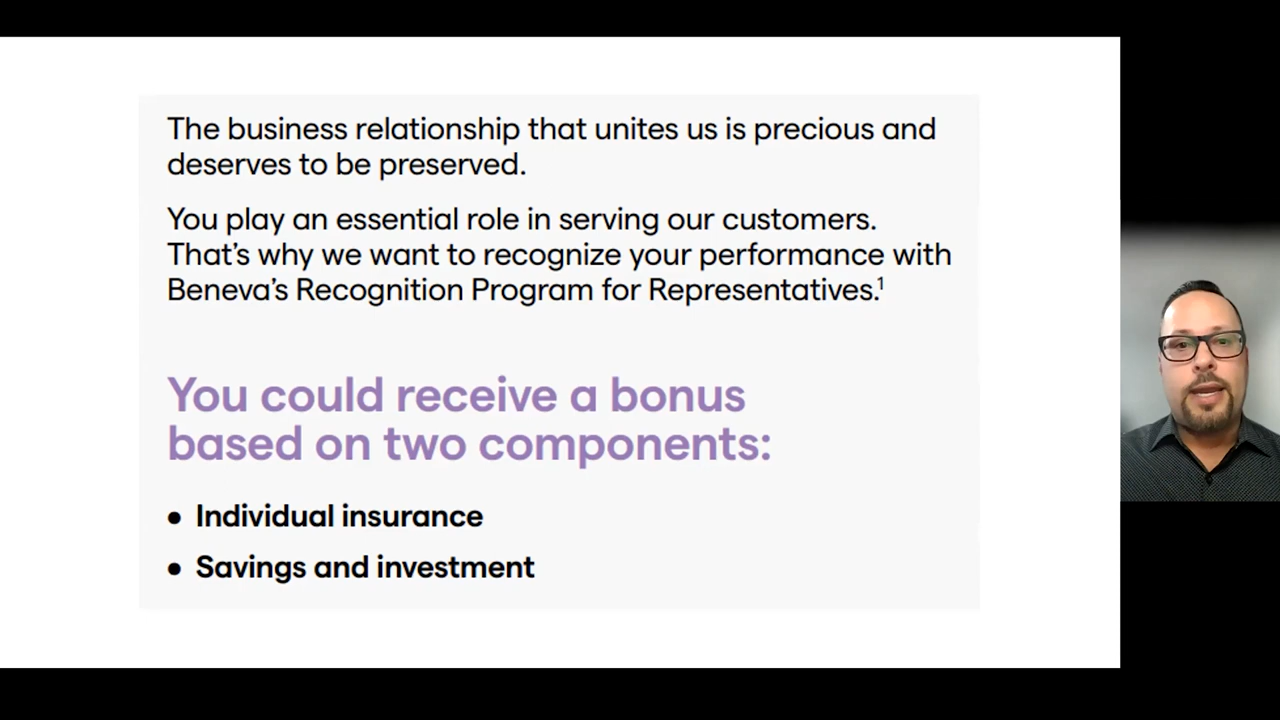 The business relationship that unites us is precious and
deserves to be preserved.
You play an essential role in serving our customers.
That’s why we want to recognize your performance with
Beneva’s Recognition Program for Representatives.¹
You could receive a bonus
based on two components:
• Individual insurance
• Savings and investment